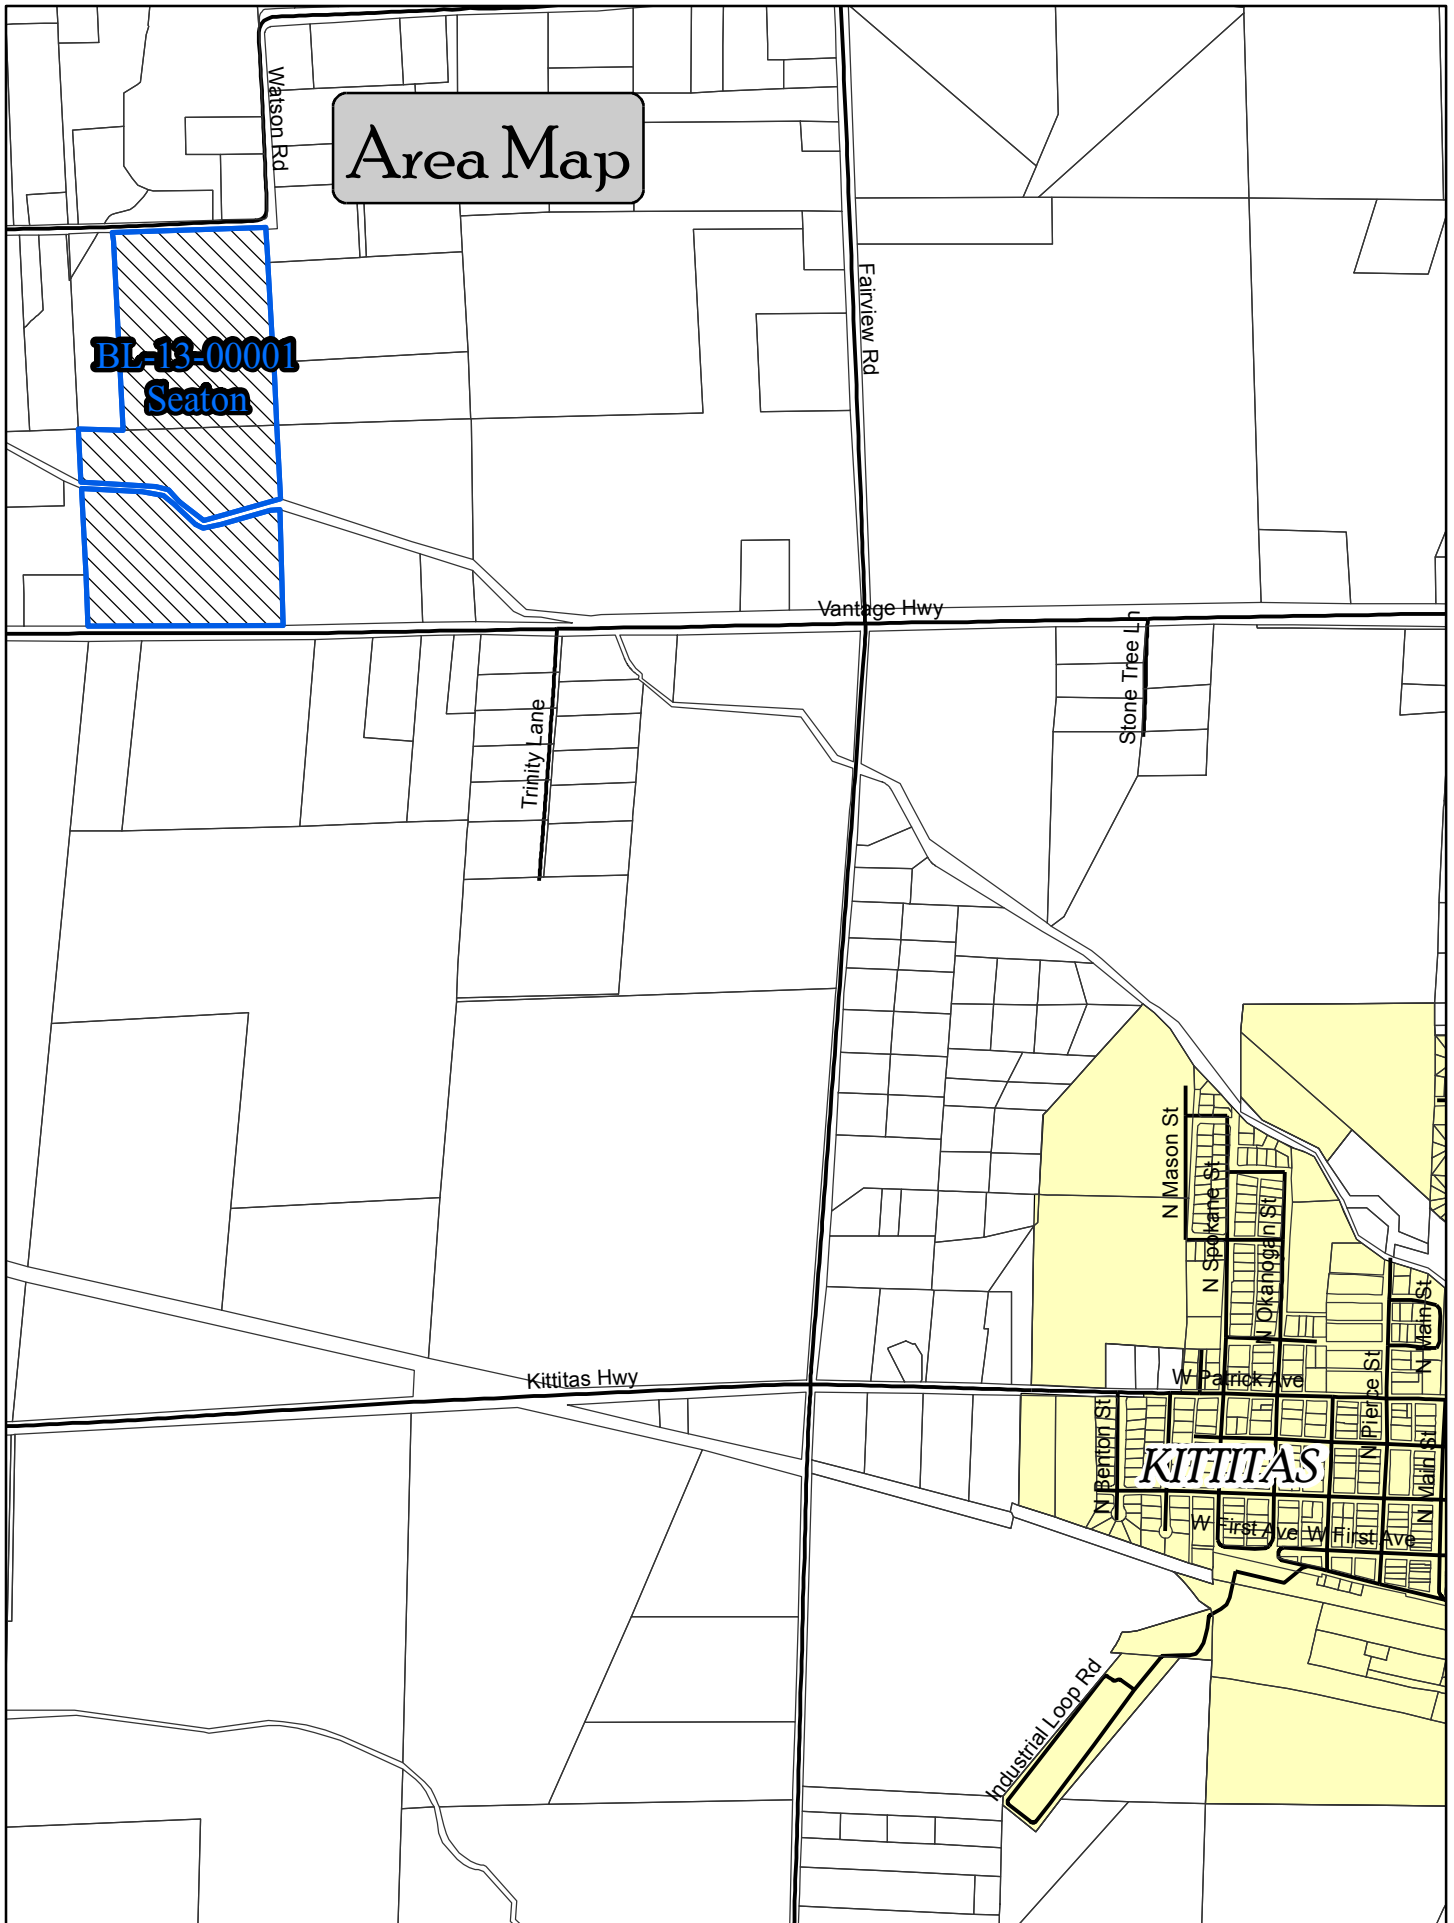 Watson Rd
Area Map
Fairview Rd
BL-13-00001
Seaton
Vantage Hwy
Stone Tree Ln
Trinity Lane
N Mason St
N Spokane St
N Okanogan St
N Main St
Kittitas Hwy
W Patrick Ave
N Pierce St
N Benton St
KITTITAS
N Main St
W First Ave
W First Ave
Industrial Loop Rd